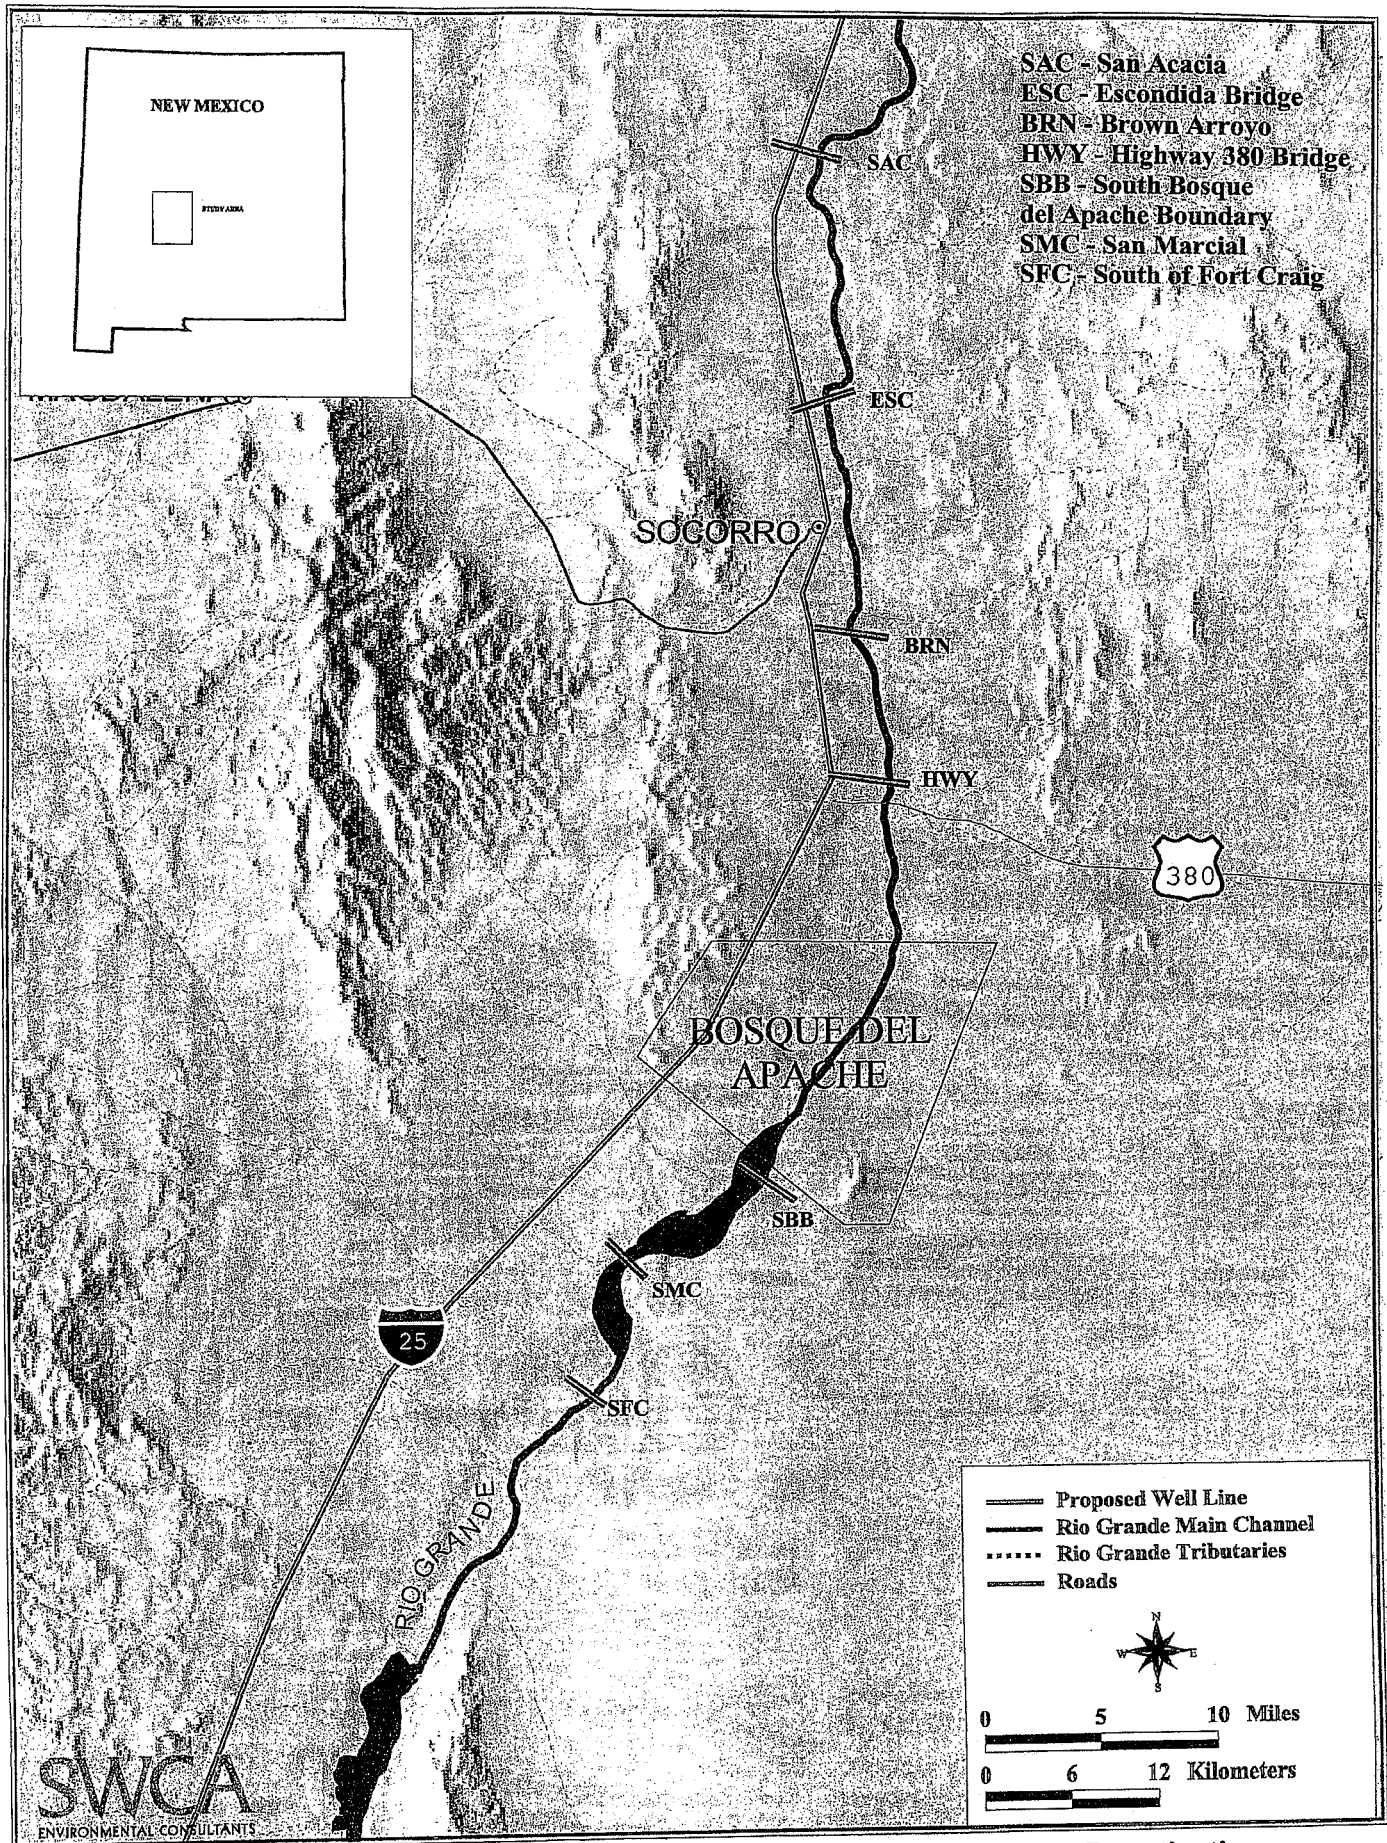 NEW MEXICO
STUDY AREA
SAC - San Acacia
ESC - Escondida Bridge
BRN - Brown Arroyo
HWY - Highway 380 Bridge
SBB - South Bosque
del Apache Boundary
SMC - San Marcial
SFC - South of Fort Craig
SAC
ESC
SOCORRO
BRN
HWY
380
BOSQUE DEL
APACHE
SBB
SMC
25
SFC
RIO GRANDE
Proposed Well Line
Rio Grande Main Channel
Rio Grande Tributaries
Roads
N
W E
S
0 5 10 Miles
0 6 12 Kilometers
SWCA
ENVIRONMENTAL CONSULTANTS